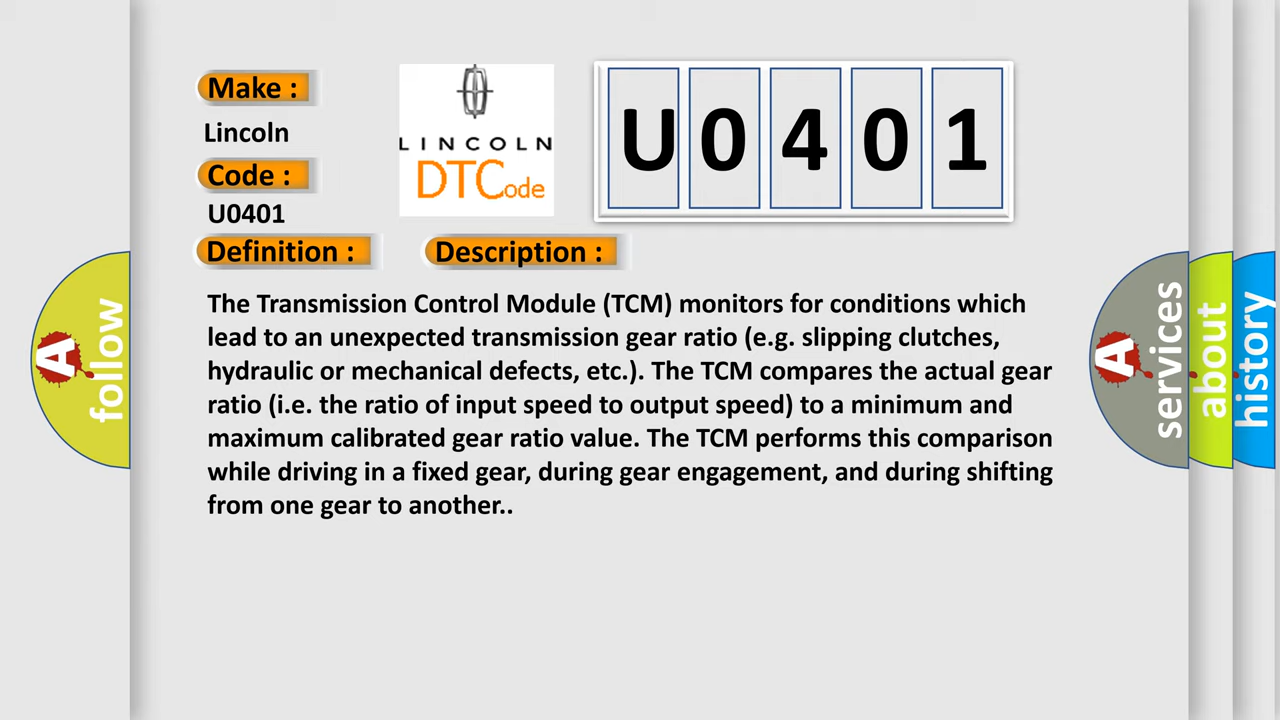 Make :
Lincoln
Code :
U0401
Definition :
Description :
LINCOLN
DTCode
U0401
The Transmission Control Module (TCM) monitors for conditions which
lead to an unexpected transmission gear ratio (e.g. slipping clutches,
hydraulic or mechanical defects, etc). The TCM compares the actual gear
ratio (i.e. the ratio of input speed to output speed) to a minimum and
maximum calibrated gear ratio value. The TCM performs this comparison
while driving in a fixed gear, during gear engagement, and during shifting
from one gear to another..
A
follow
A
services
about
history